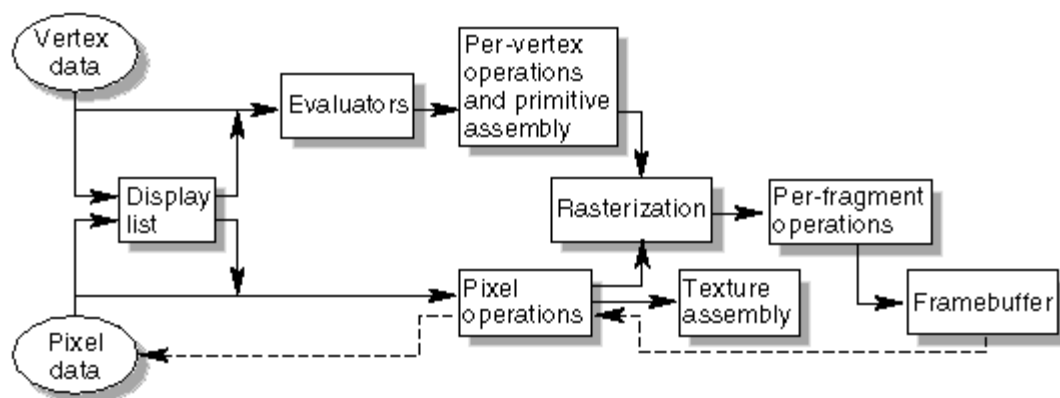 Vertex
data
Per-vertex
operations
and primitive
assembly
Evaluators
Display
list
Rasterization
Per-fragment
operations
Pixel
operations
Texture
assembly
Framebuffer
Pixel
data